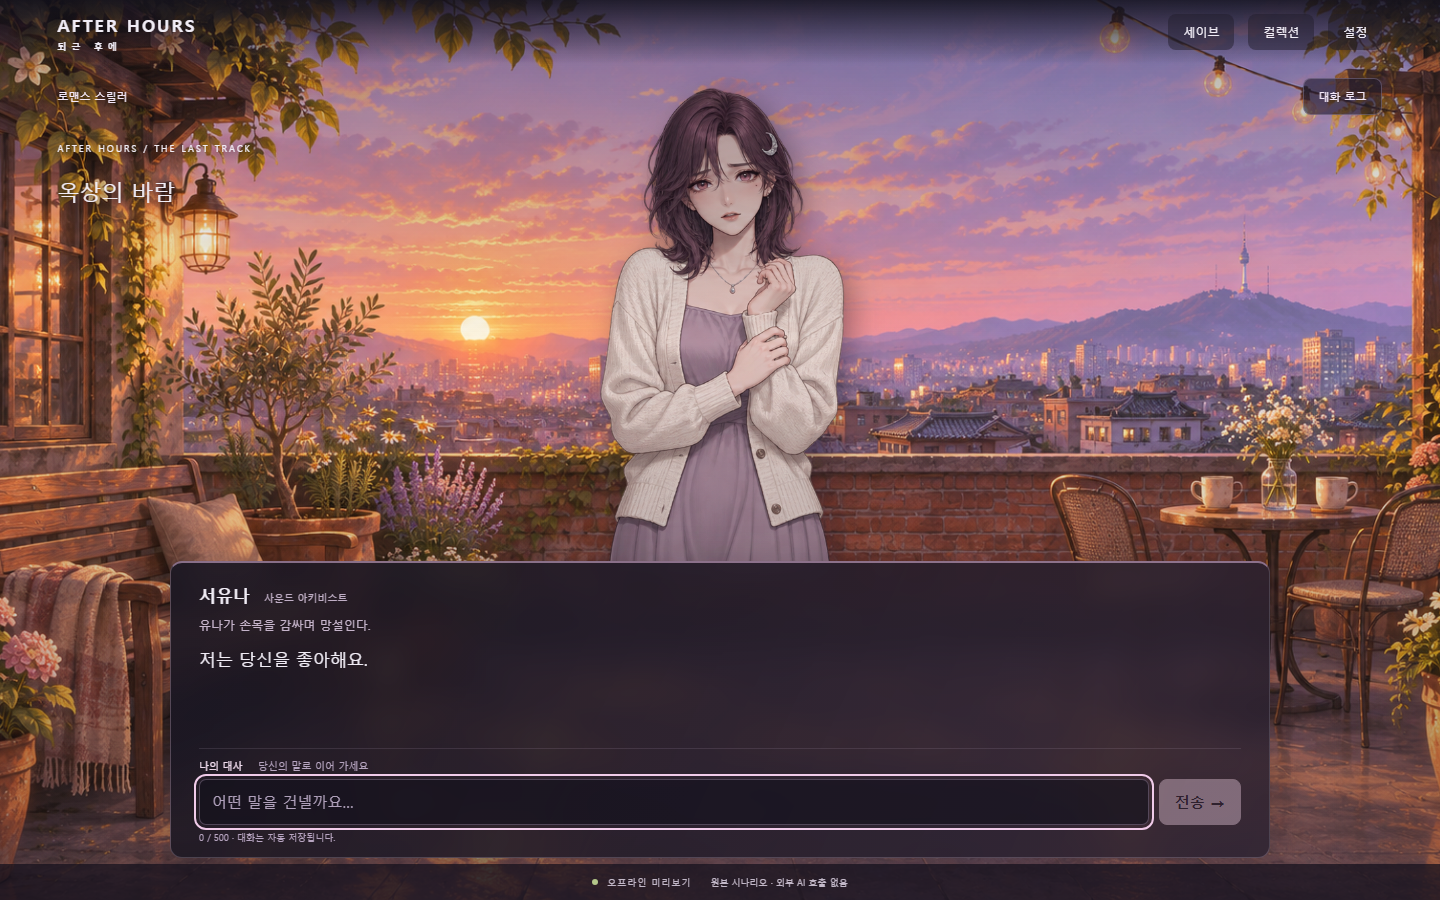 AFTER HOURS
퇴근 후에
세이브
컬렉션
설정
로맨스 스릴러
대화 로그
AFTER HOURS / THE LAST TRACK
옥상의 바람
서유나 사운드 아키비스트
유나가 손목을 감싸며 망설인다.
저는 당신을 좋아해요.
나의 대사 당신의 말로 이어 가세요
어떤 말을 건넬까요...
전송 →
0 / 500 · 대화는 자동 저장됩니다.
오프라인 미리보기 원본 시나리오 · 외부 AI 호출 없음